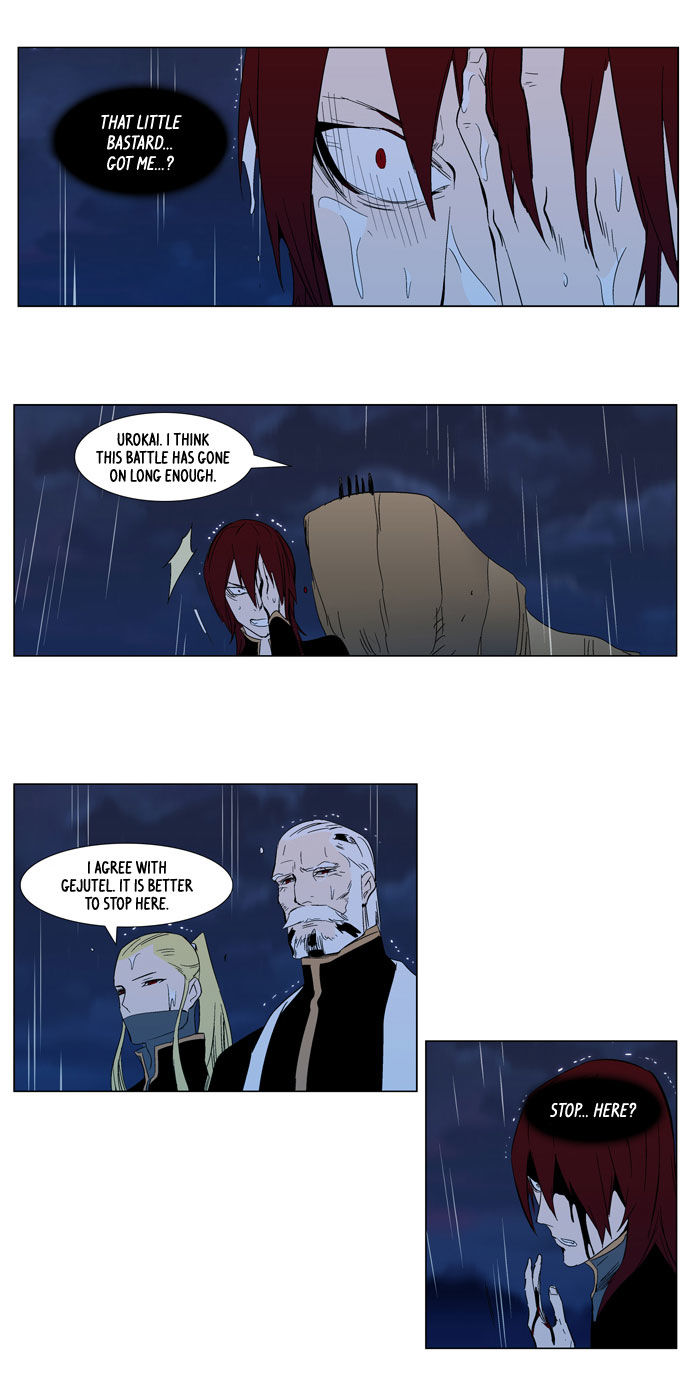 THAT LITTLE
BASTARD...
GOT ME...?
UROKAI. I THINK
THIS BATTLE HAS GONE
ON LONG ENOUGH.
I AGREE WITH
GEJUTEL. IT IS BETTER
TO STOP HERE.
STOP... HERE?